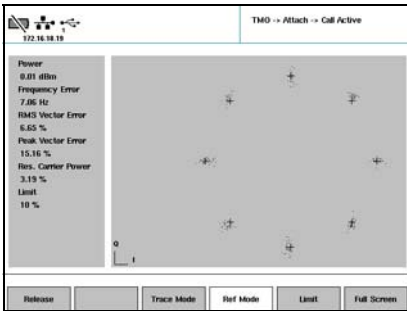 TMO -> Attach -> Call Active
1
172.16.18.19
Power
0.01 dBm
Frequency Error
7.06 Hz
RMS Vector Error
6.65 %
Peak Vector Error
15.16 %
Res. Carrier Power
3.19 %
Limit
10 %
Q
I
Release
Trace Mode
Ref Mode
Limit
Full Screen